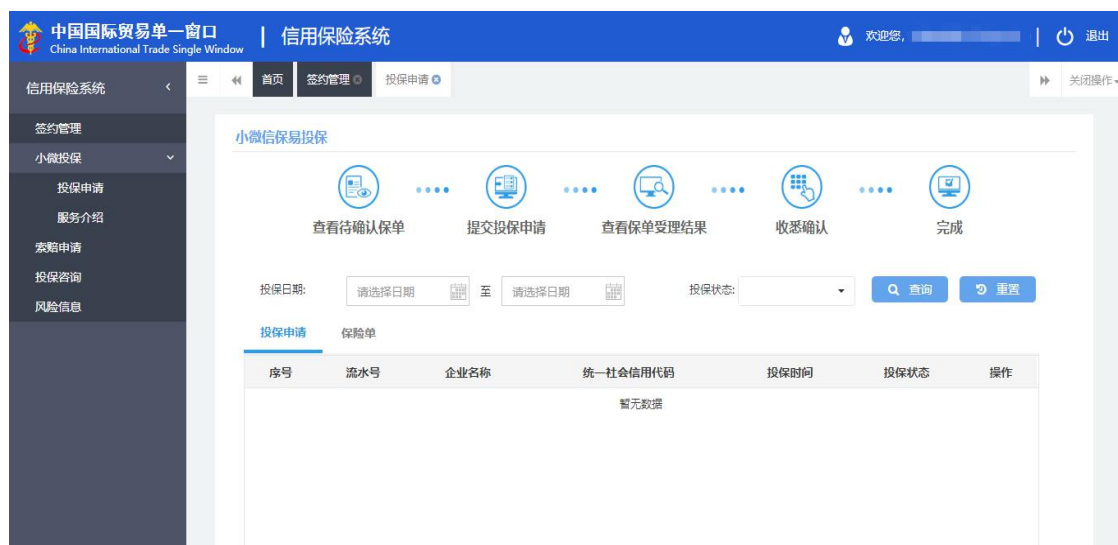 中国国际贸易单一窗口
China International Trade Single Window
信用保险系统
欢迎您,
退出
信用保险系统
首页
签约管理
投保申请
关闭操作
签约管理
小微投保
投保申请
服务介绍
索赔申请
投保咨询
风险信息
小微信保易投保
查看待确认保单
提交投保申请
查看保单受理结果
收悉确认
完成
投保日期: 请选择日期 至 请选择日期 投保状态: 查询 重置
投保申请 保险单
序号 流水号 企业名称 统一社会信用代码 投保时间 投保状态 操作
暂无数据